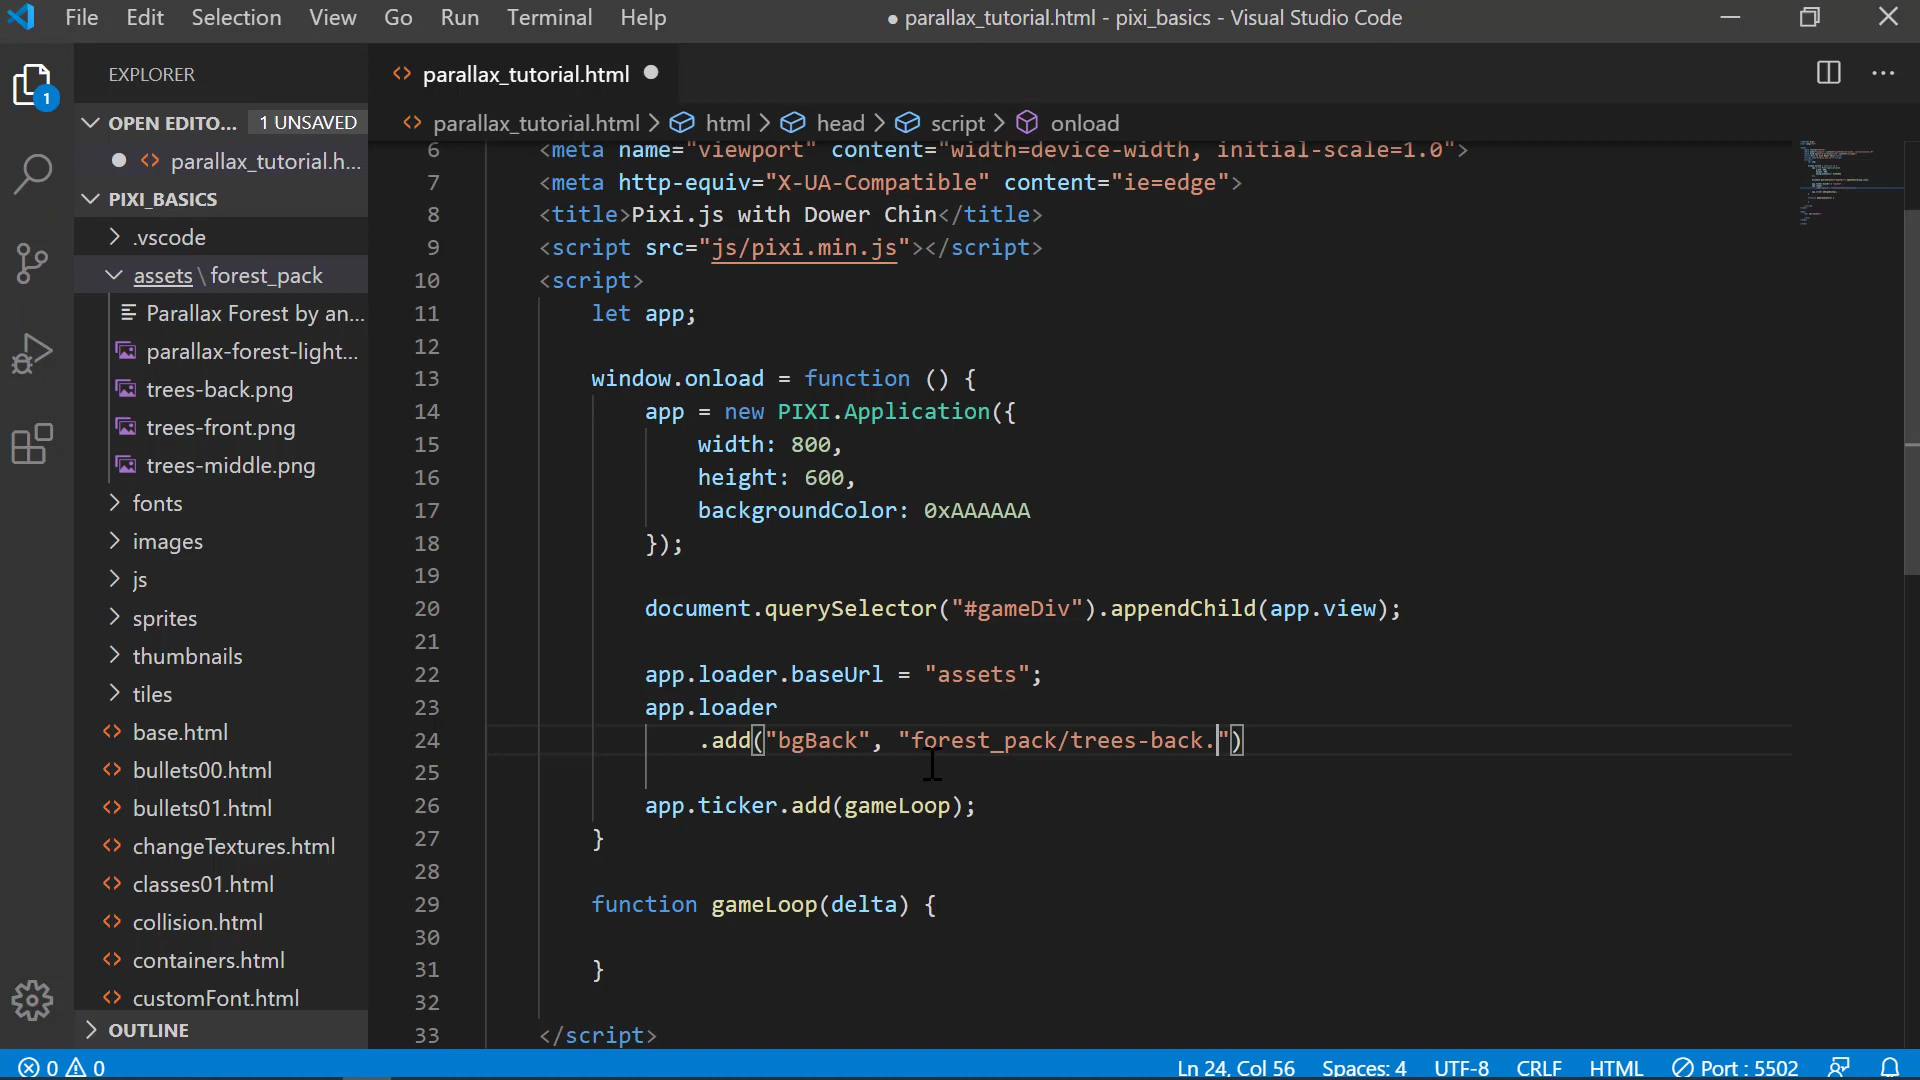 File Edit Selection View Go Run Terminal Help
● parallax_tutorial.html - pixi_basics - Visual Studio Code
EXPLORER
1
OPEN EDITO... 1 UNSAVED
parallax_tutorial.h...
PIXI_BASICS
.vscode
assets \ forest_pack
Parallax Forest by an...
parallax-forest-light...
trees-back.png
trees-front.png
trees-middle.png
fonts
images
js
sprites
thumbnails
tiles
base.html
bullets00.html
bullets01.html
changeTextures.html
classes01.html
collision.html
containers.html
customFont.html
OUTLINE
parallax_tutorial.html
parallax_tutorial.html > html > head > script > onload
6 <meta name="viewport" content="width=device-width, initial-scale=1.0">
7 <meta http-equiv="X-UA-Compatible" content="ie=edge">
8 <title>Pixi.js with Dower Chin</title>
9 <script src="js/pixi.min.js"></script>
10 <script>
11 let app;
12
13 window.onload = function () {
14 app = new PIXI.Application({
15 width: 800,
16 height: 600,
17 backgroundColor: 0xAAAAAA
18 });
19
20 document.querySelector("#gameDiv").appendChild(app.view);
21
22 app.loader.baseUrl = "assets";
23 app.loader
24 .add("bgBack", "forest_pack/trees-back.")
25
26 app.ticker.add(gameLoop);
27 }
28
29 function gameLoop(delta) {
30
31 }
32
33 </script>
0 0
Ln 24, Col 56 Spaces: 4 UTF-8 CRLF HTML Port : 5502